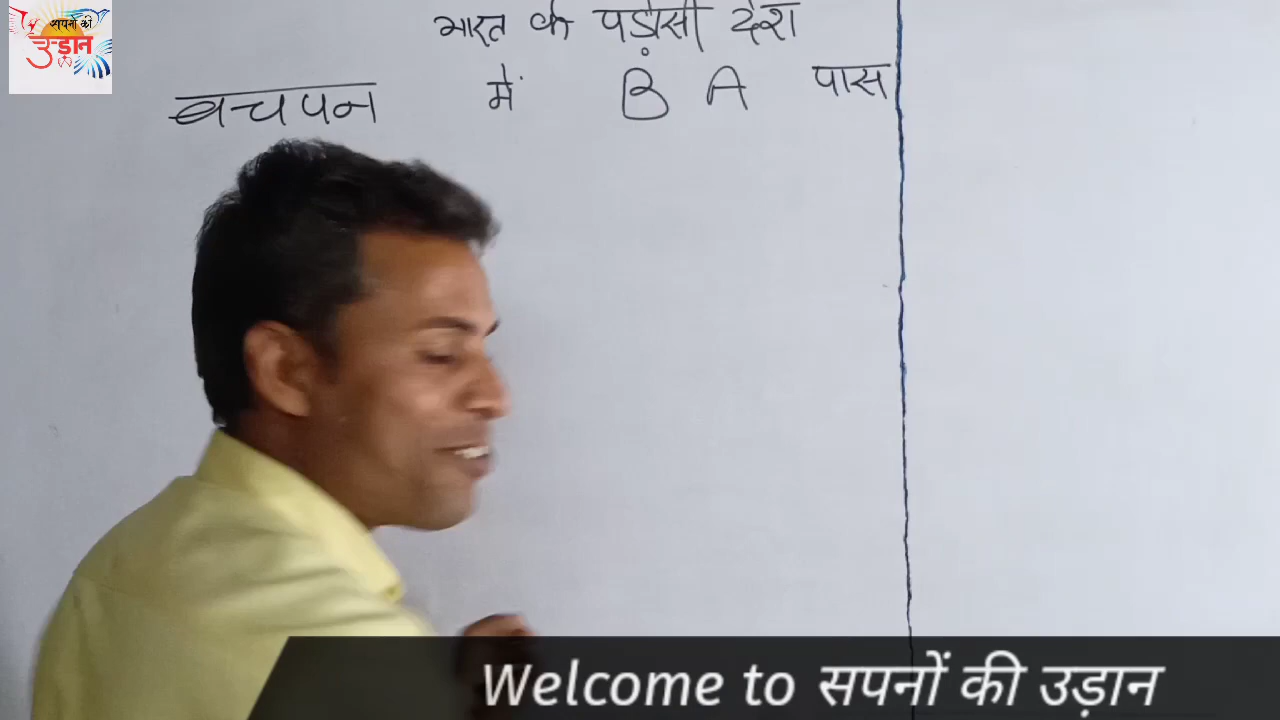 सपनों की
उड़ान
भारत के पड़ोसी देश
बचपन में B A पास
Welcome to सपनों की उड़ान